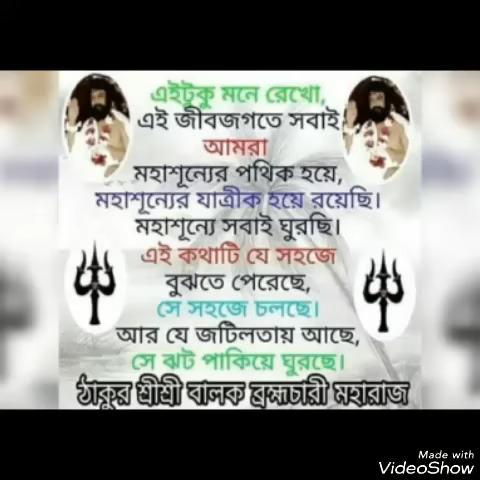 এইটুকু মনে রেখো,
এই জীবজগতে সবাই
আমরা
মহাশূন্যের পথিক হয়ে,
মহাশূন্যের যাত্রীক হয়ে রয়েছি।
মহাশূন্যে সবাই ঘুরছি।
এই কথাটি যে সহজে
বুঝতে পেরেছে,
সে সহজে চলছে।
আর যে জটিলতায় আছে,
সে ঝট পাকিয়ে ঘুরছে।
ঠাকুর শ্রীশ্রী বালক ব্রহ্মচারী মহারাজ
Made with
VideoShow